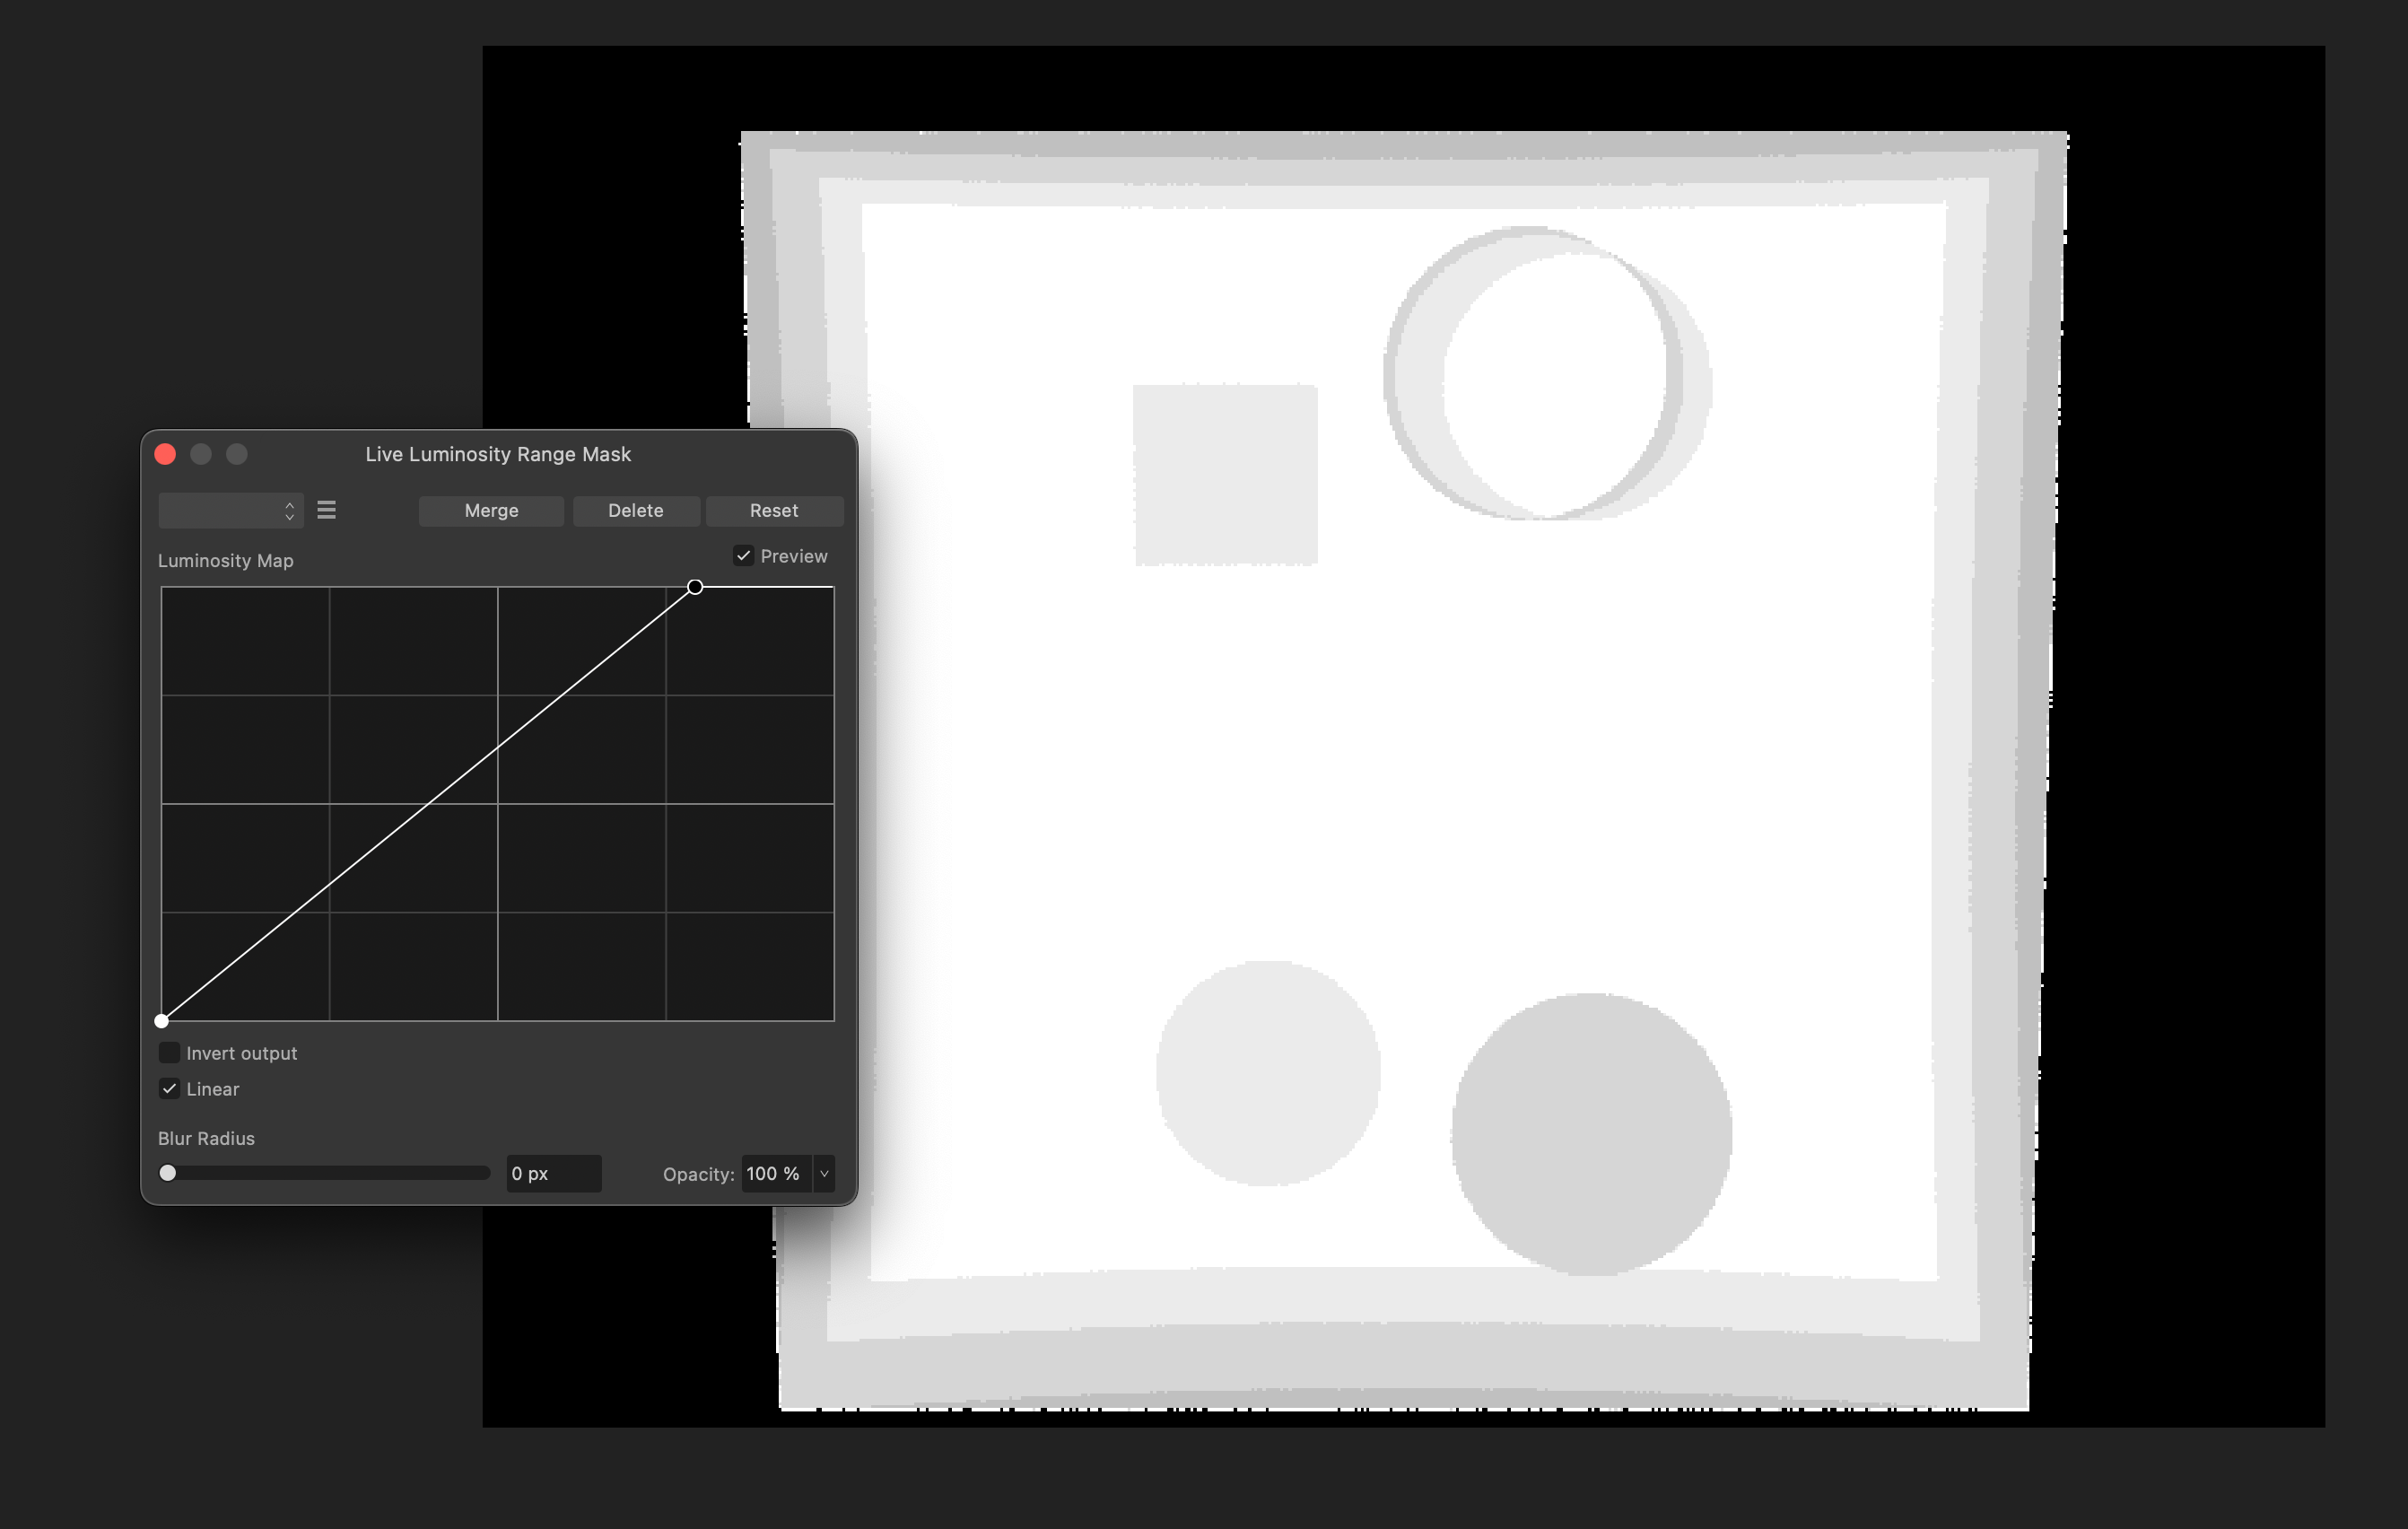 Live Luminosity Range Mask
Merge Delete Reset
Luminosity Map
Preview
Invert output
Linear
Blur Radius
0 px Opacity: 100 %